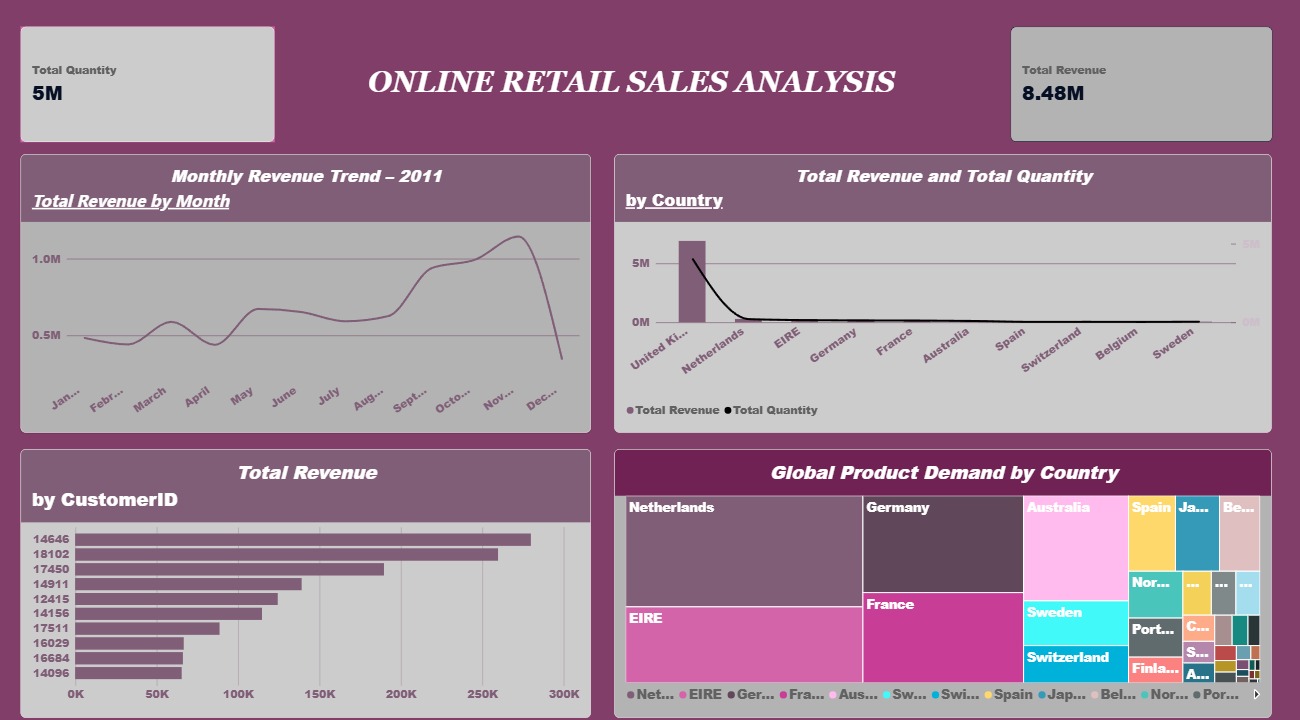 Total Quantity
5M
ONLINE RETAIL SALES ANALYSIS
Total Revenue
8.48M
Monthly Revenue Trend – 2011
Total Revenue by Month
1.0M
0.5M
Jan... Febr... March April May June July Aug... Sept... Octo... Nov... Dec...
Total Revenue and Total Quantity
by Country
5M
0M
5M
0M
United Ki... Netherlands EIRE Germany France Australia Spain Switzerland Belgium Sweden
Total Revenue Total Quantity
Total Revenue
by CustomerID
14646
18102
17450
14911
12415
14156
17511
16029
16684
14096
0K 50K 100K 150K 200K 250K 300K
Global Product Demand by Country
Netherlands
EIRE
Germany
France
Australia
Sweden
Switzerland
Spain
Ja...
Be...
Nor...
Port...
Finla...
...
...
...
C...
S...
A...
Net... EIRE Ger... Fra... Aus... Sw... Swi... Spain Jap... Bel... Nor... Por...